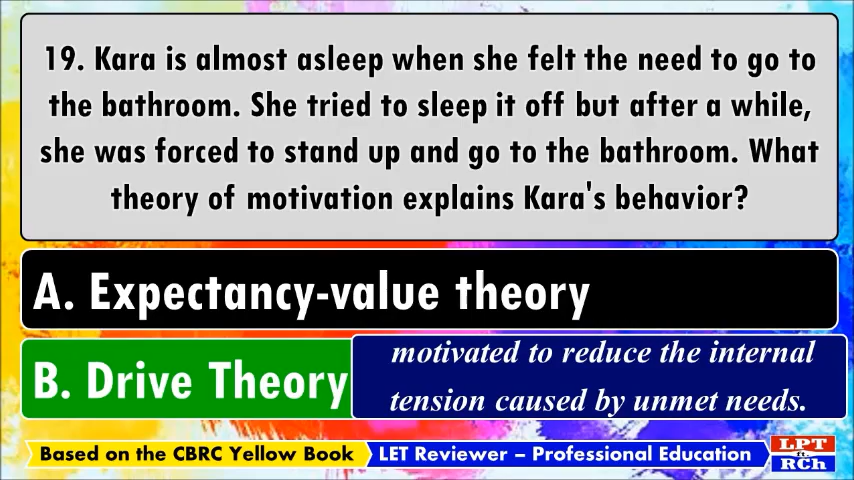 19. Kara is almost asleep when she felt the need to go to
the bathroom. She tried to sleep it off but after a while,
she was forced to stand up and go to the bathroom. What
theory of motivation explains Kara's behavior?
A. Expectancy-value theory
B. Drive Theory
motivated to reduce the internal
tension caused by unmet needs.
Based on the CBRC Yellow Book
LET Reviewer – Professional Education
LPT
ft.
RCh